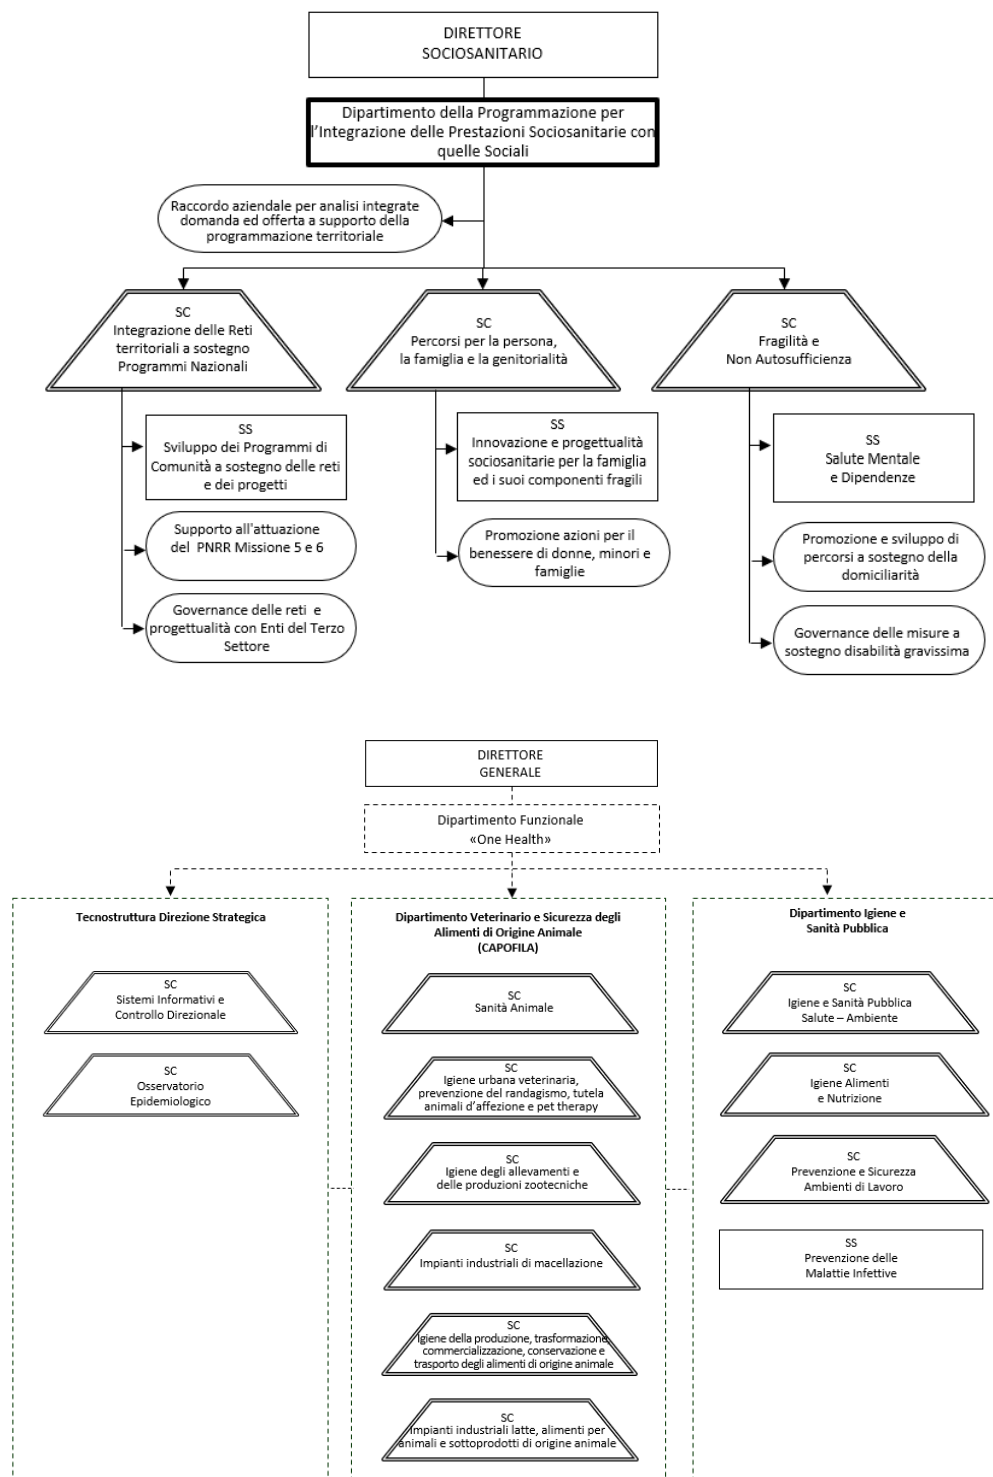 DIRETTORE
SOCIOSANITARIO
Dipartimento della Programmazione per
l'Integrazione delle Prestazioni Sociosanitarie con
quelle Sociali
Raccordo aziendale per analisi integrate
domanda ed offerta a supporto della
programmazione territoriale
SC
Integrazione delle Reti
territoriali a sostegno
Programmi Nazionali
SS
Sviluppo dei Programmi di
Comunità a sostegno delle reti
e dei progetti
Supporto all'attuazione
del PNRR Missione 5 e 6
Governance delle reti e
progettualità con Enti del Terzo
Settore
SC
Percorsi per la persona,
la famiglia e la genitorialità
SS
Innovazione e progettualità
sociosanitarie per la famiglia
ed i suoi componenti fragili
Promozione azioni per il
benessere di donne, minori e
famiglie
SC
Fragilità e
Non Autosufficienza
SS
Salute Mentale
e Dipendenze
Promozione e sviluppo di
percorsi a sostegno della
domiciliarità
Governance delle misure a
sostegno disabilità gravissima
DIRETTORE
GENERALE
Dipartimento Funzionale
«One Health»
Tecnostruttura Direzione Strategica
SC
Sistemi Informativi e
Controllo Direzionale
SC
Osservatorio
Epidemiologico
Dipartimento Veterinario e Sicurezza degli
Alimenti di Origine Animale
(CAPOFILA)
SC
Sanità Animale
SC
Igiene urbana veterinaria,
prevenzione del randagismo, tutela
animali d'affezione e pet therapy
SC
Igiene degli allevamenti e
delle produzioni zootecniche
SC
Impianti industriali di macellazione
SC
Igiene della produzione, trasformazione,
commercializzazione, conservazione e
trasporto degli alimenti di origine animale
SC
Impianti industriali latte, alimenti per
animali e sottoprodotti di origine animale
Dipartimento Igiene e
Sanità Pubblica
SC
Igiene e Sanità Pubblica
Salute – Ambiente
SC
Igiene Alimenti
e Nutrizione
SC
Prevenzione e Sicurezza
Ambienti di Lavoro
SS
Prevenzione delle
Malattie Infettive